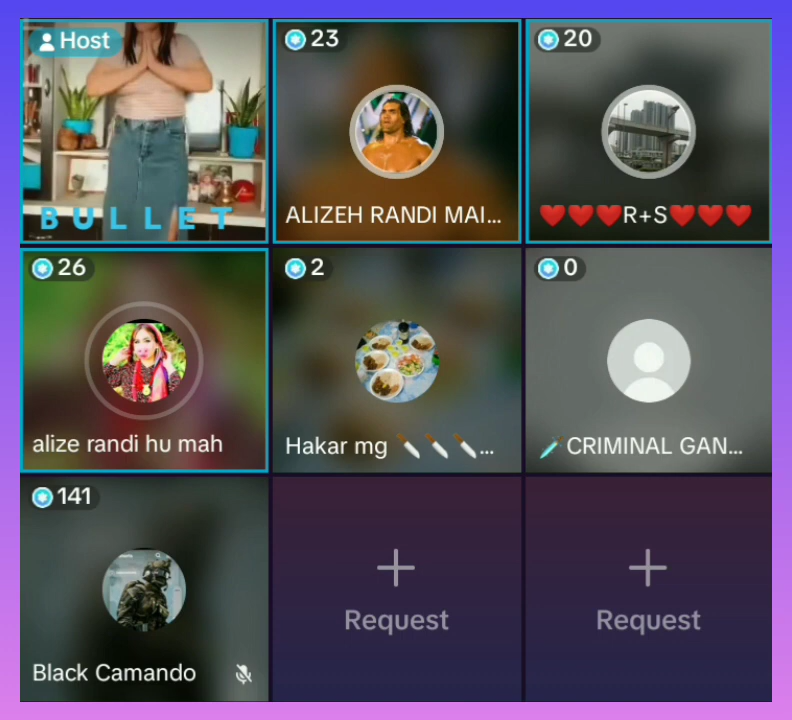 Host
23
20
BULLET
ALIZEH RANDI MAI...
❤️❤️❤️R+S❤️❤️❤️
26
2
0
alize randi hu mah
Hakar mg 🔪🔪🔪...
🗡️CRIMINAL GAN...
141
Request
Request
Black Camando